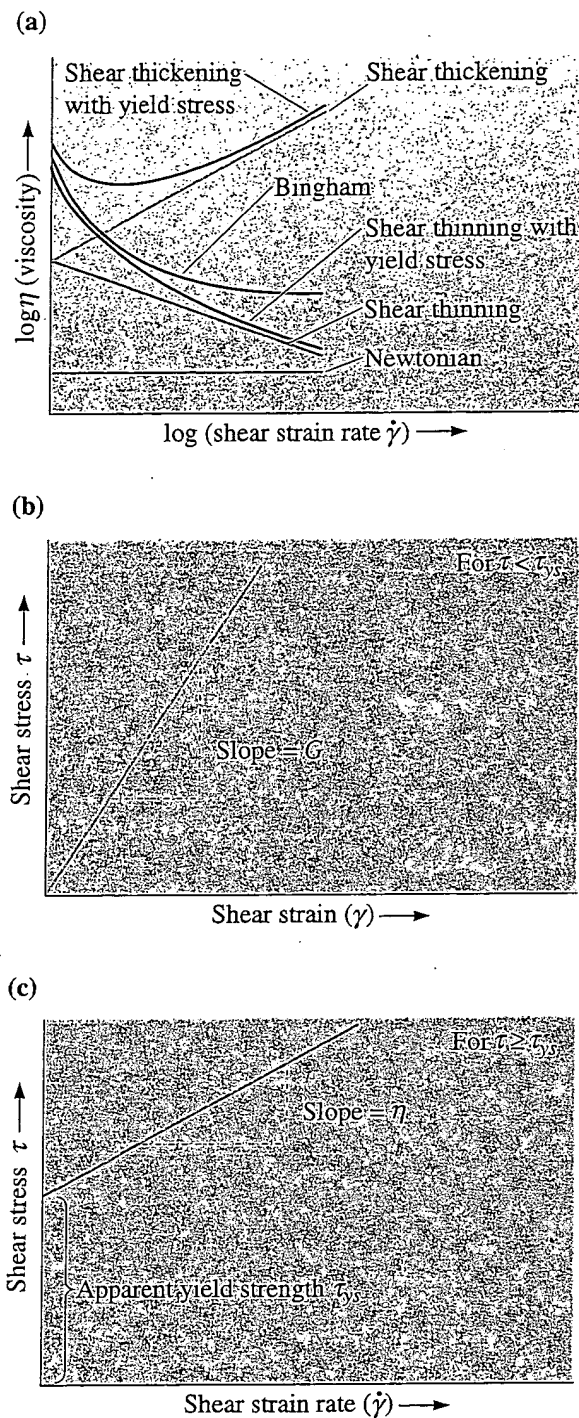 (a)
Shear thickening
with yield stress
Shear thickening
Bingham
Shear thinning with
yield stress
Shear thinning
Newtonian
logη (viscosity)
log (shear strain rate γ̇)
(b)
For τ < τys
Slope = G
Shear stress τ
Shear strain (γ)
(c)
For τ ≥ τys
Slope = η
Apparent yield strength τys
Shear stress τ
Shear strain rate (γ̇)